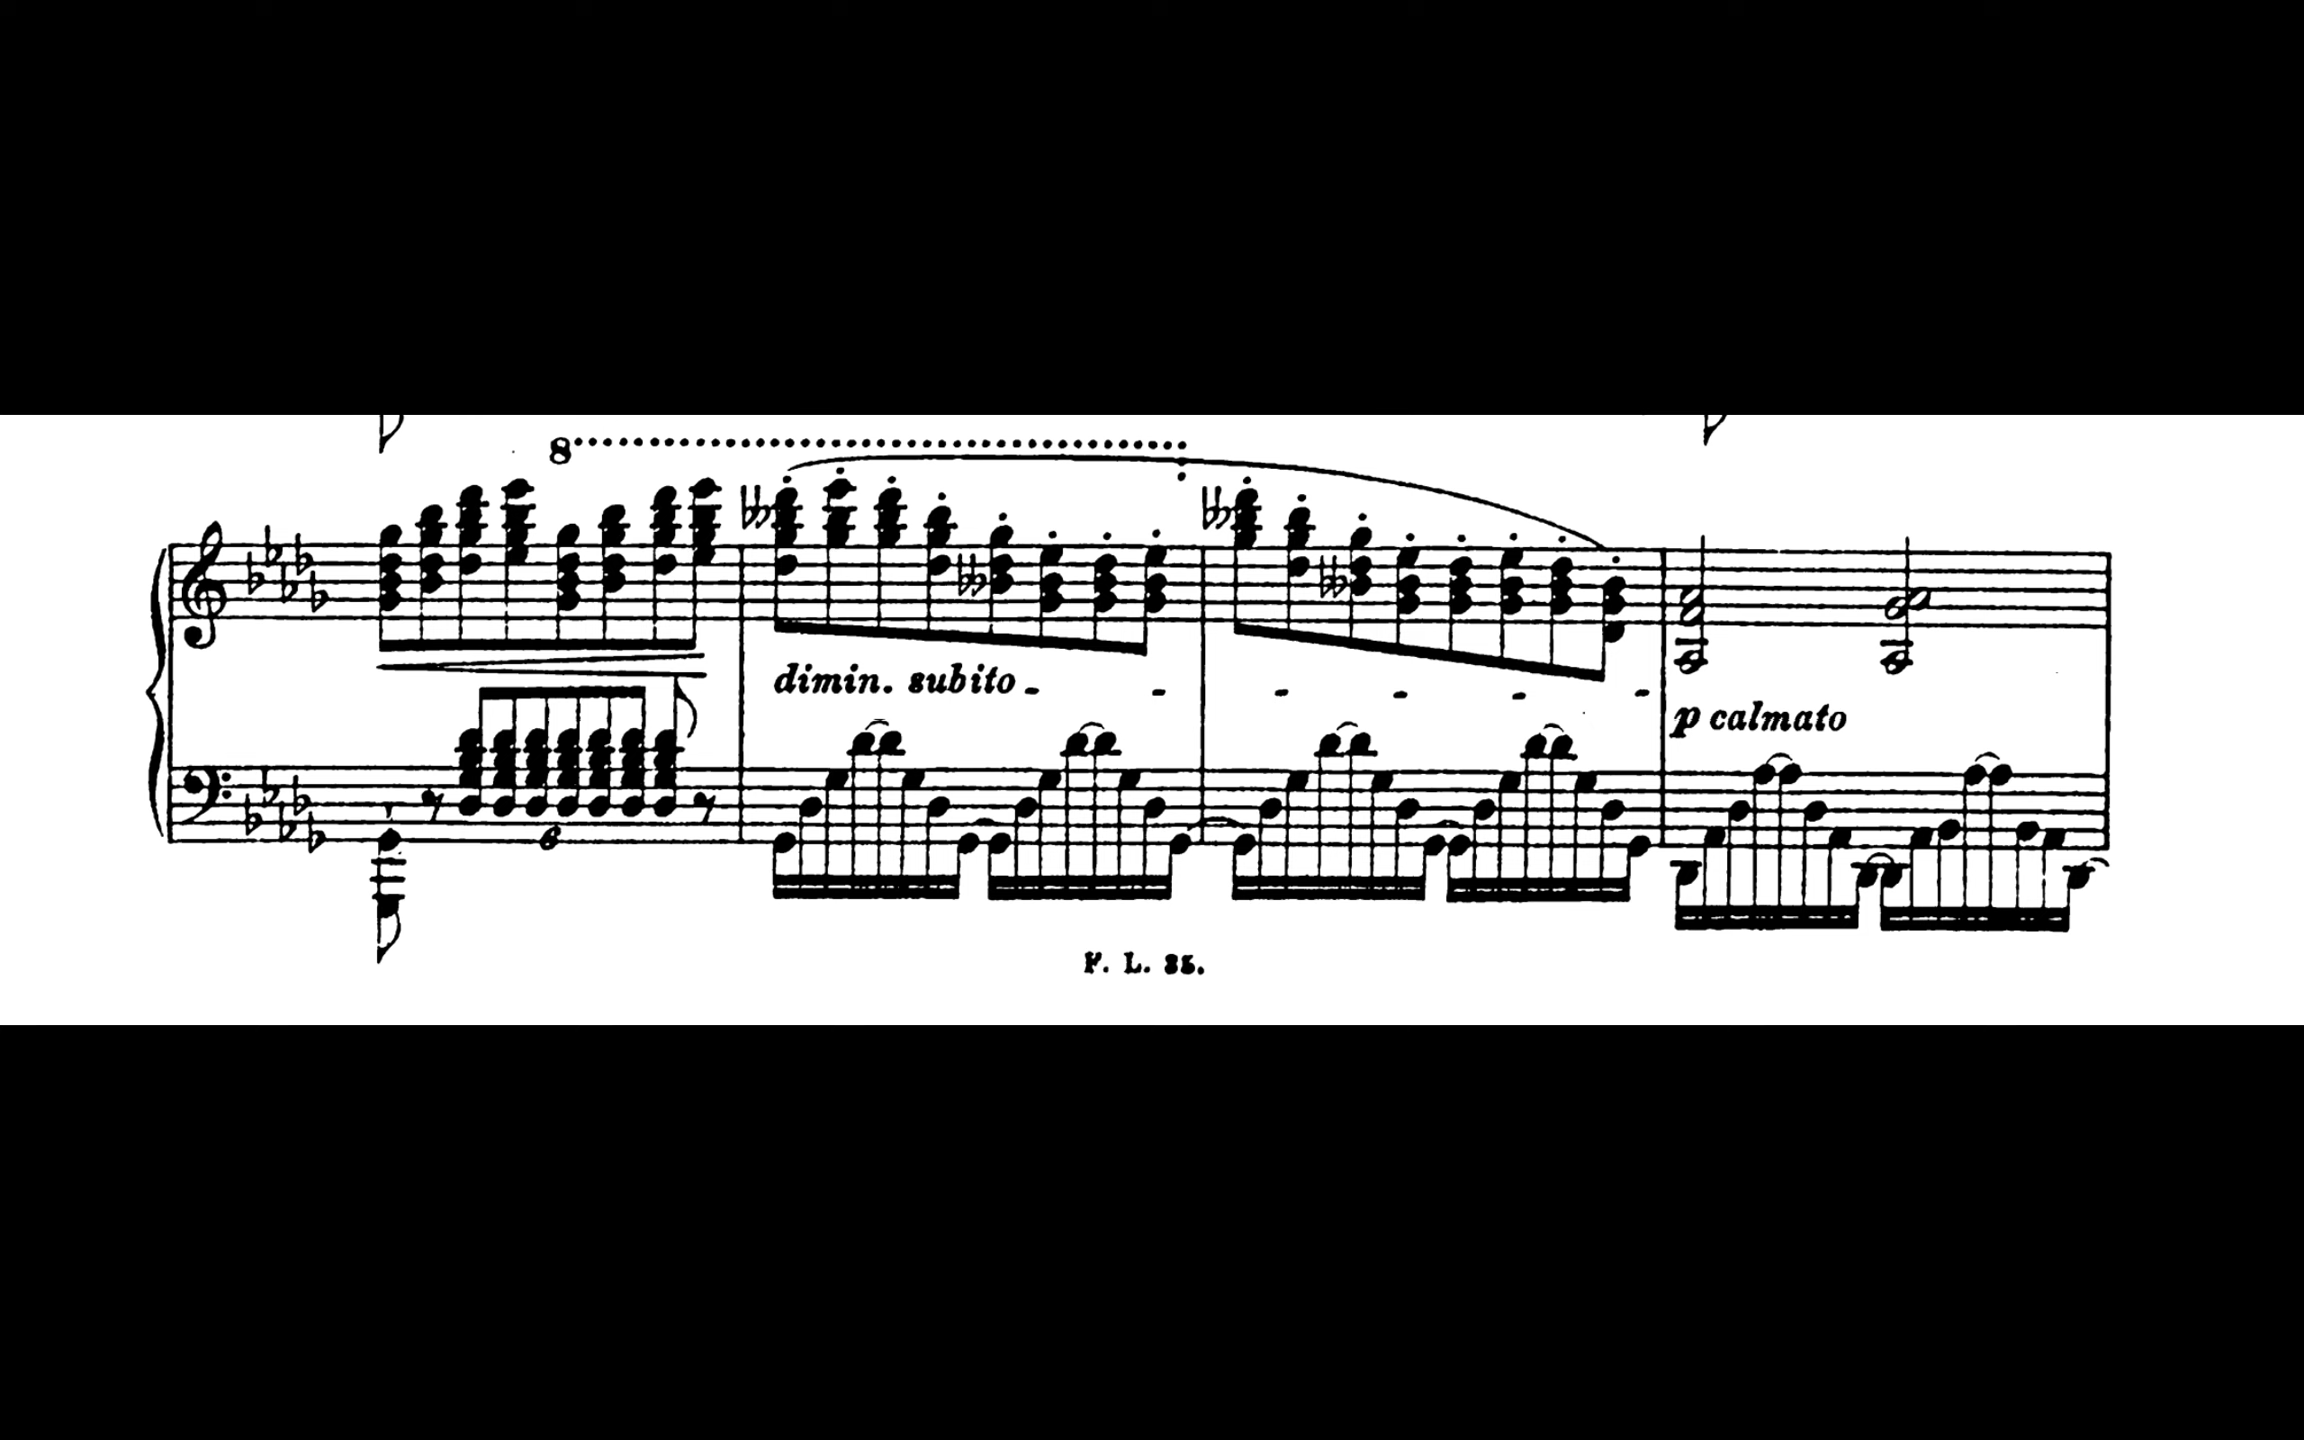 8
dimin. subito - - - - - -
p calmato
F. L. 35.